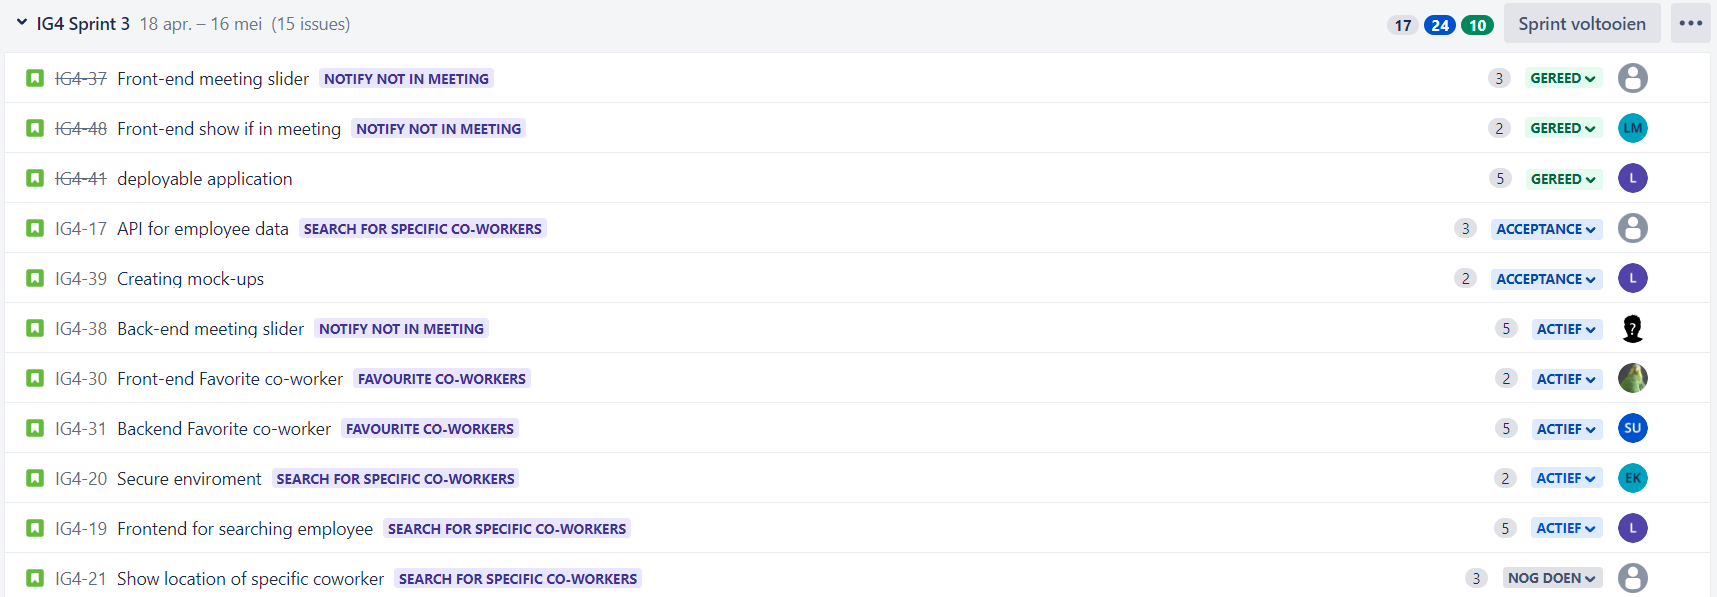 IG4 Sprint 3 18 apr. – 16 mei (15 issues) 17 24 10 Sprint voltooien
IG4-37 Front-end meeting slider NOTIFY NOT IN MEETING 3 GEREED
IG4-48 Front-end show if in meeting NOTIFY NOT IN MEETING 2 GEREED LM
IG4-41 deployable application 5 GEREED L
IG4-17 API for employee data SEARCH FOR SPECIFIC CO-WORKERS 3 ACCEPTANCE
IG4-39 Creating mock-ups 2 ACCEPTANCE L
IG4-38 Back-end meeting slider NOTIFY NOT IN MEETING 5 ACTIEF ?
IG4-30 Front-end Favorite co-worker FAVOURITE CO-WORKERS 2 ACTIEF
IG4-31 Backend Favorite co-worker FAVOURITE CO-WORKERS 5 ACTIEF SU
IG4-20 Secure enviroment SEARCH FOR SPECIFIC CO-WORKERS 2 ACTIEF EK
IG4-19 Frontend for searching employee SEARCH FOR SPECIFIC CO-WORKERS 5 ACTIEF L
IG4-21 Show location of specific coworker SEARCH FOR SPECIFIC CO-WORKERS 3 NOG DOEN